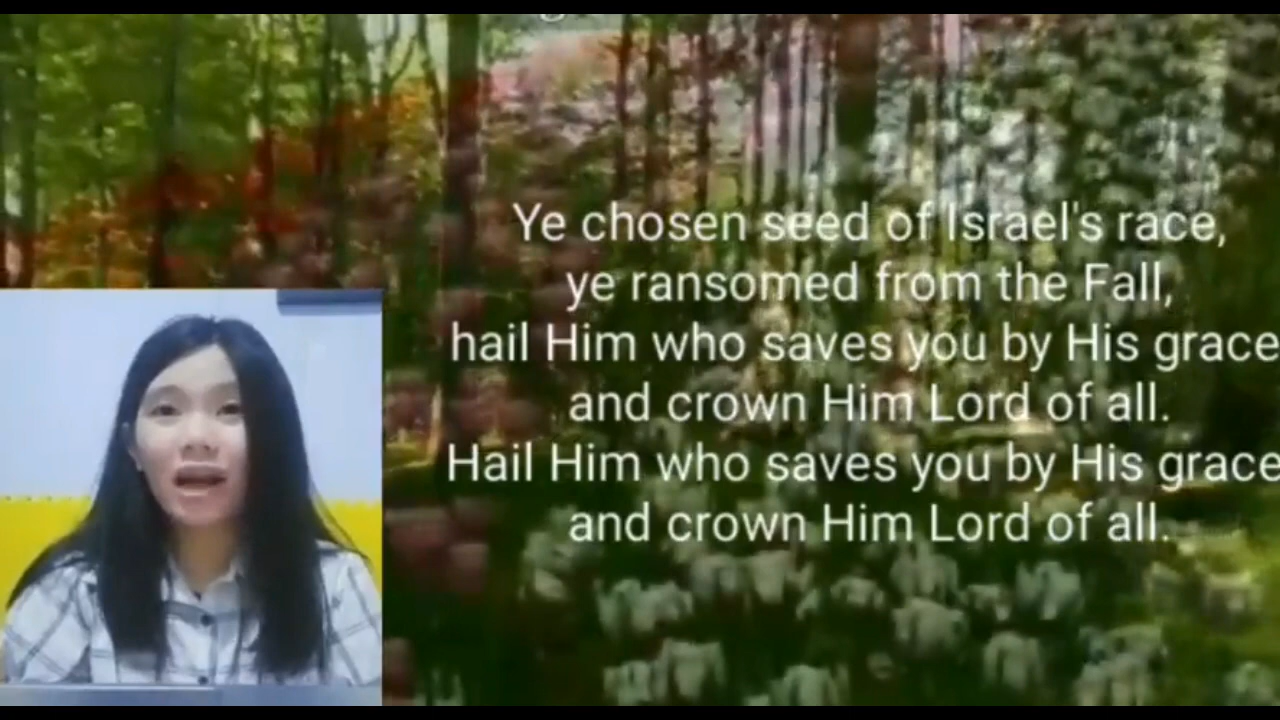 Ye chosen seed of Israel's race,
ye ransomed from the Fall,
hail Him who saves you by His grace
and crown Him Lord of all.
Hail Him who saves you by His grace
and crown Him Lord of all.